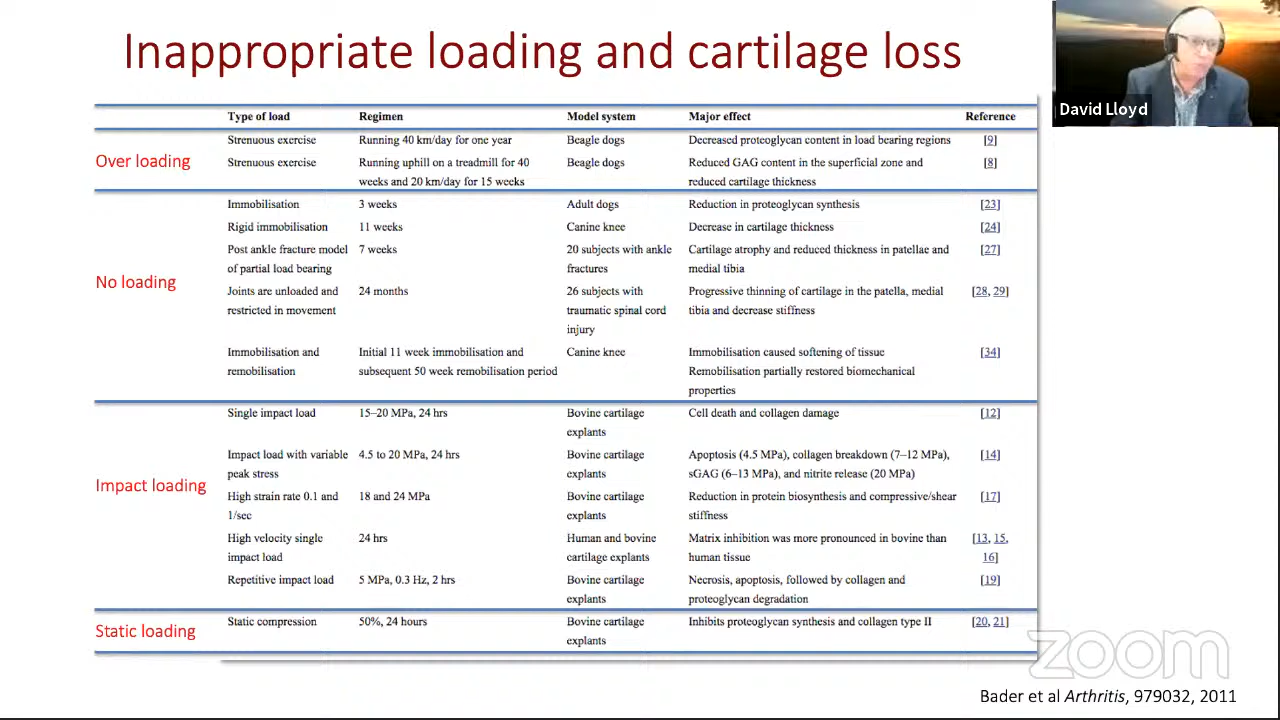 Inappropriate loading and cartilage loss
David Lloyd
Type of load Regimen Model system Major effect Reference
Over loading
Strenuous exercise Running 40 km/day for one year Beagle dogs Decreased proteoglycan content in load bearing regions [9]
Strenuous exercise Running uphill on a treadmill for 40 Beagle dogs Reduced GAG content in the superficial zone and [8]
weeks and 20 km/day for 15 weeks reduced cartilage thickness
No loading
Immobilisation 3 weeks Adult dogs Reduction in proteoglycan synthesis [23]
Rigid immobilisation 11 weeks Canine knee Decrease in cartilage thickness [24]
Post ankle fracture model 7 weeks 20 subjects with ankle Cartilage atrophy and reduced thickness in patellae and [27]
of partial load bearing fractures medial tibia
Joints are unloaded and 24 months 26 subjects with Progressive thinning of cartilage in the patella, medial [28, 29]
restricted in movement traumatic spinal cord tibia and decrease stiffness
injury
Immobilisation and Initial 11 week immobilisation and Canine knee Immobilisation caused softening of tissue [34]
remobilisation subsequent 50 week remobilisation period Remobilisation partially restored biomechanical
properties
Impact loading
Single impact load 15–20 MPa, 24 hrs Bovine cartilage Cell death and collagen damage [12]
explants
Impact load with variable 4.5 to 20 MPa, 24 hrs Bovine cartilage Apoptosis (4.5 MPa), collagen breakdown (7–12 MPa), [14]
peak stress explants sGAG (6–13 MPa), and nitrite release (20 MPa)
High strain rate 0.1 and 18 and 24 MPa Bovine cartilage Reduction in protein biosynthesis and compressive/shear [17]
1/sec explants stiffness
High velocity single 24 hrs Human and bovine Matrix inhibition was more pronounced in bovine than [13, 15,
impact load cartilage explants human tissue 16]
Repetitive impact load 5 MPa, 0.3 Hz, 2 hrs Bovine cartilage Necrosis, apoptosis, followed by collagen and [19]
explants proteoglycan degradation
Static loading
Static compression 50%, 24 hours Bovine cartilage Inhibits proteoglycan synthesis and collagen type II [20, 21]
explants
zoom
Bader et al Arthritis, 979032, 2011